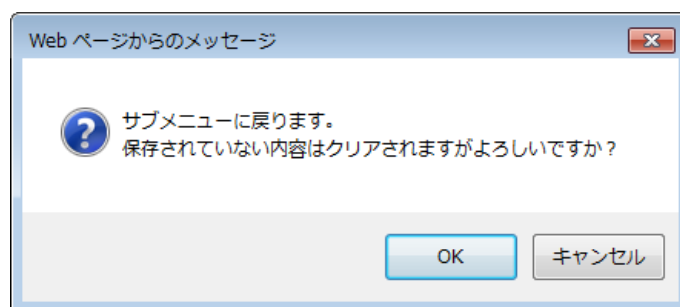 Web ページからのメッセージ
サブメニューに戻ります。
保存されていない内容はクリアされますがよろしいですか？
OK
キャンセル